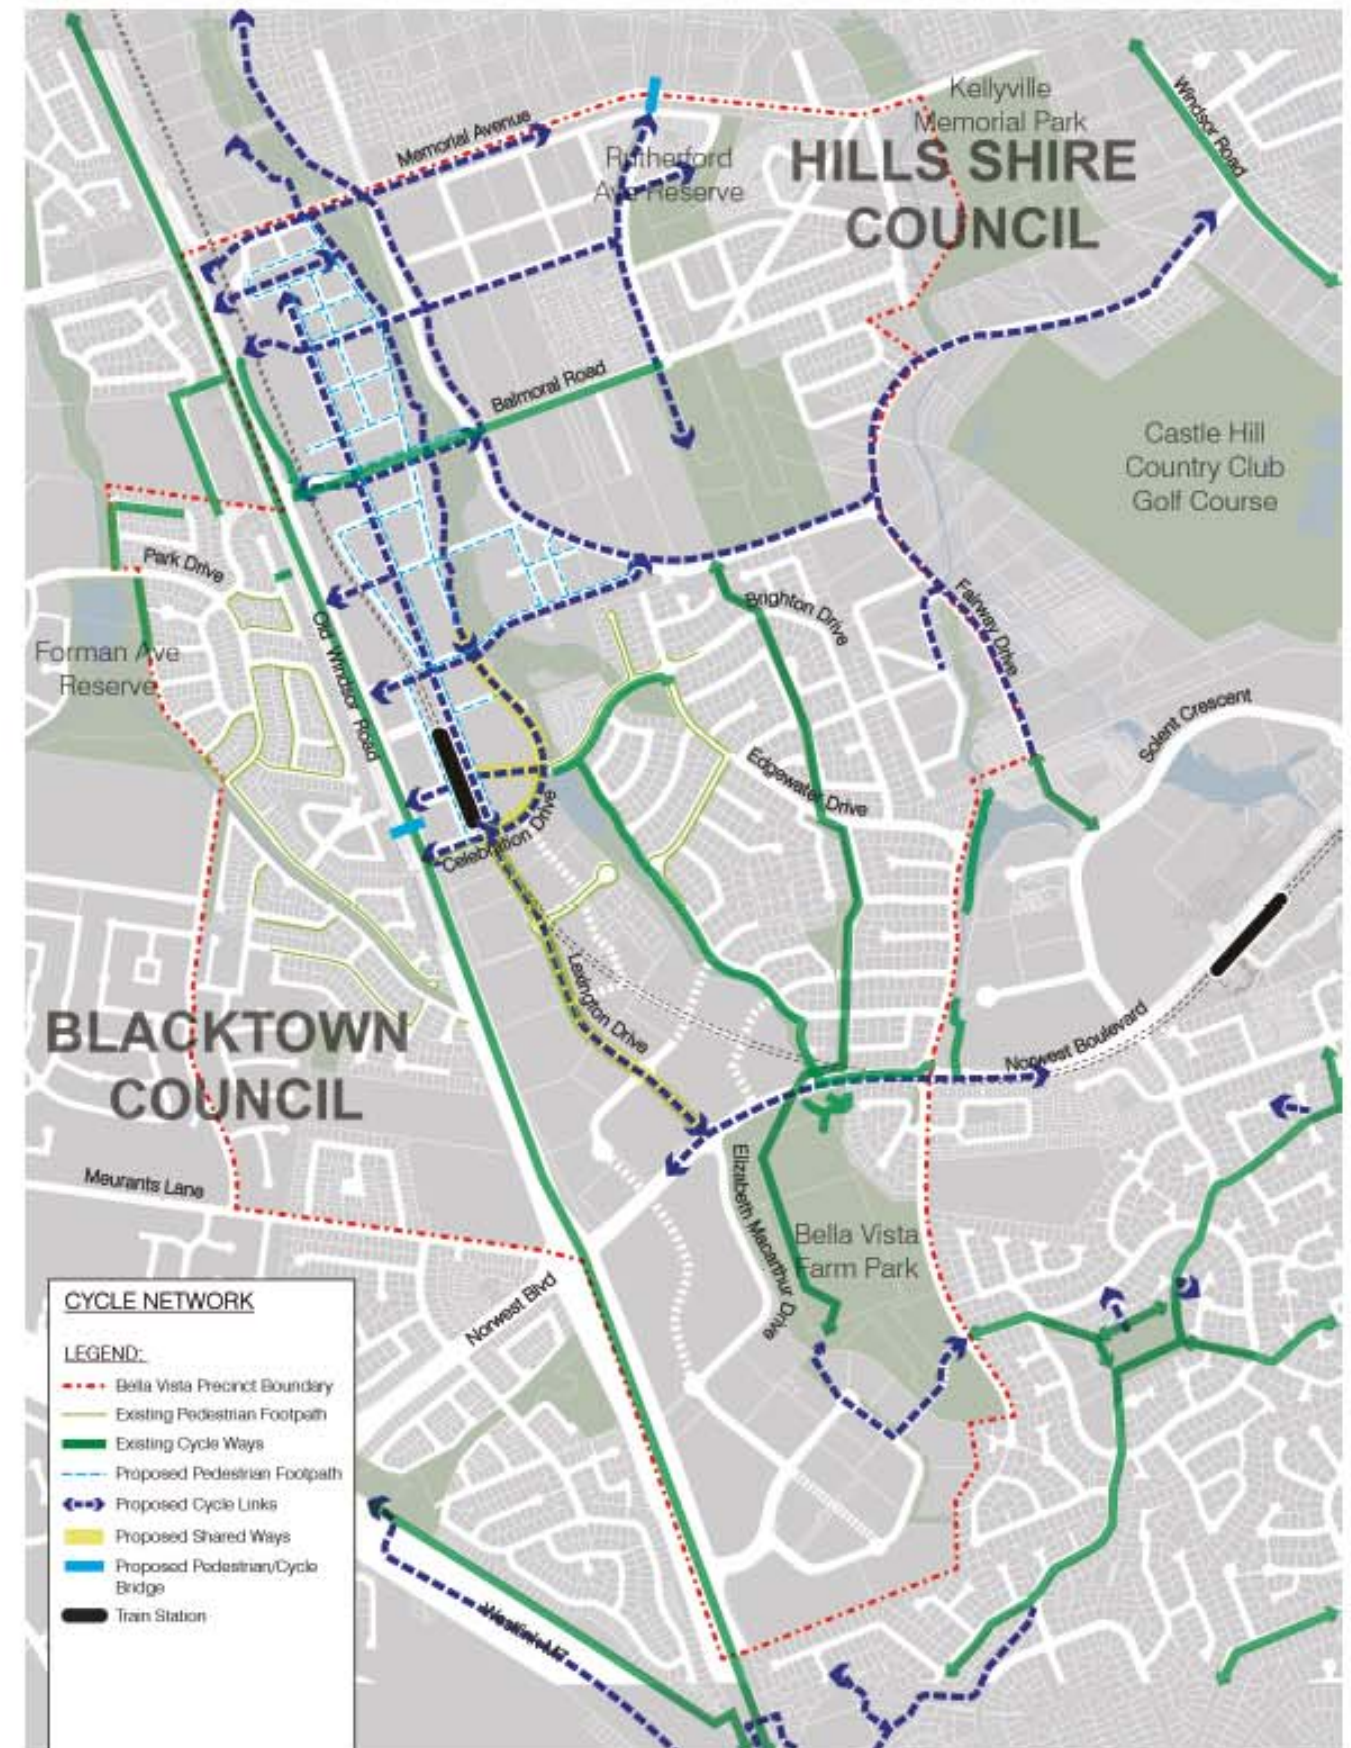 Kellyville
Memorial Park
Windsor Road
HILLS SHIRE
COUNCIL
Memorial Avenue
Rutherford
Ave Reserve
Balmoral Road
Castle Hill
Country Club
Golf Course
Park Drive
Forman Ave
Reserve
Old Windsor Road
Brighton Drive
Fairway Drive
Solent Crescent
Edgewater Drive
Celebration Drive
Lexington Drive
BLACKTOWN
COUNCIL
Norwest Boulevard
Meurants Lane
Elizabeth Macarthur Drive
Bella Vista
Farm Park
Norwest Blvd
CYCLE NETWORK
LEGEND:
Bella Vista Precinct Boundary
Existing Pedestrian Footpath
Existing Cycle Ways
Proposed Pedestrian Footpath
Proposed Cycle Links
Proposed Shared Ways
Proposed Pedestrian/Cycle
Bridge
Train Station